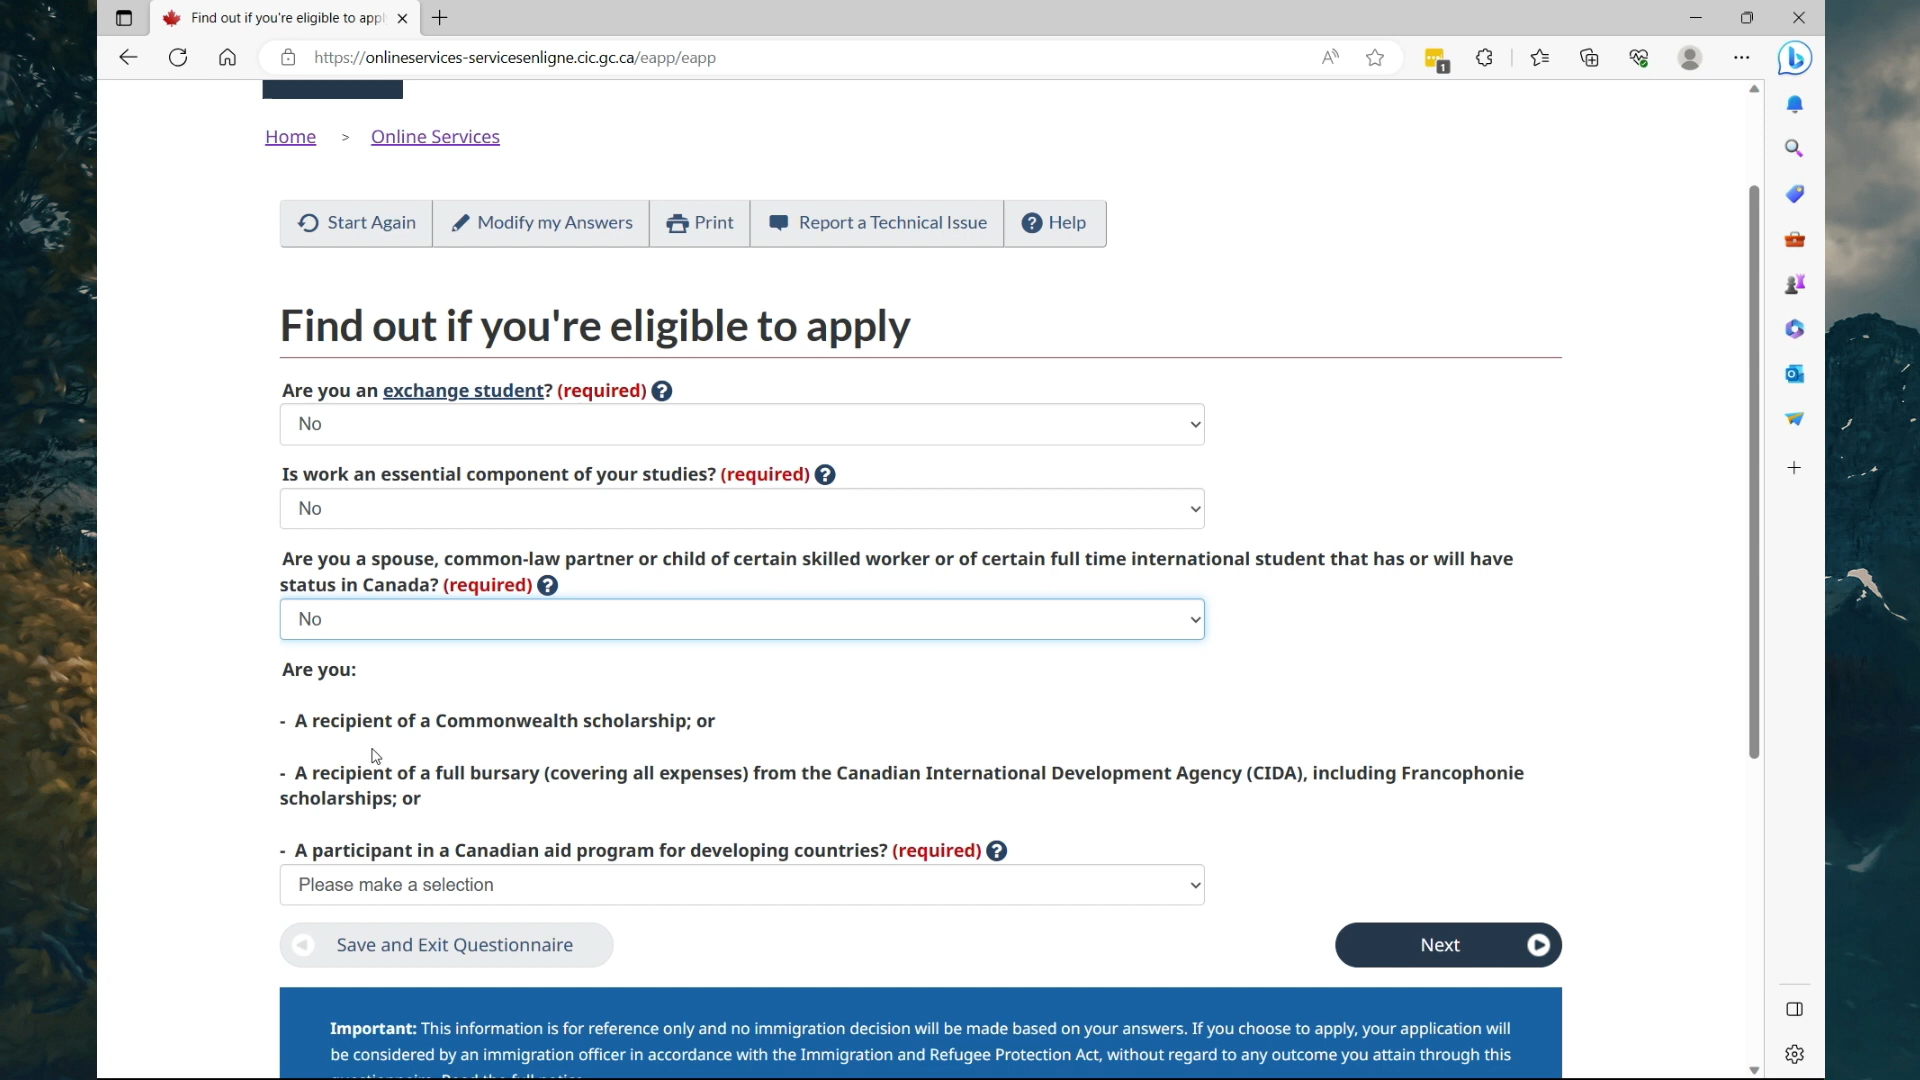 Find out if you're eligible to appl
https://onlineservices-servicesenligne.cic.gc.ca/eapp/eapp
1
Home > Online Services
Start Again Modify my Answers Print Report a Technical Issue Help
Find out if you're eligible to apply
Are you an exchange student? (required)
No
Is work an essential component of your studies? (required)
No
Are you a spouse, common-law partner or child of certain skilled worker or of certain full time international student that has or will have
status in Canada? (required)
No
Are you:
- A recipient of a Commonwealth scholarship; or
- A recipient of a full bursary (covering all expenses) from the Canadian International Development Agency (CIDA), including Francophonie
scholarships; or
- A participant in a Canadian aid program for developing countries? (required)
Please make a selection
Save and Exit Questionnaire Next
Important: This information is for reference only and no immigration decision will be made based on your answers. If you choose to apply, your application will
be considered by an immigration officer in accordance with the Immigration and Refugee Protection Act, without regard to any outcome you attain through this